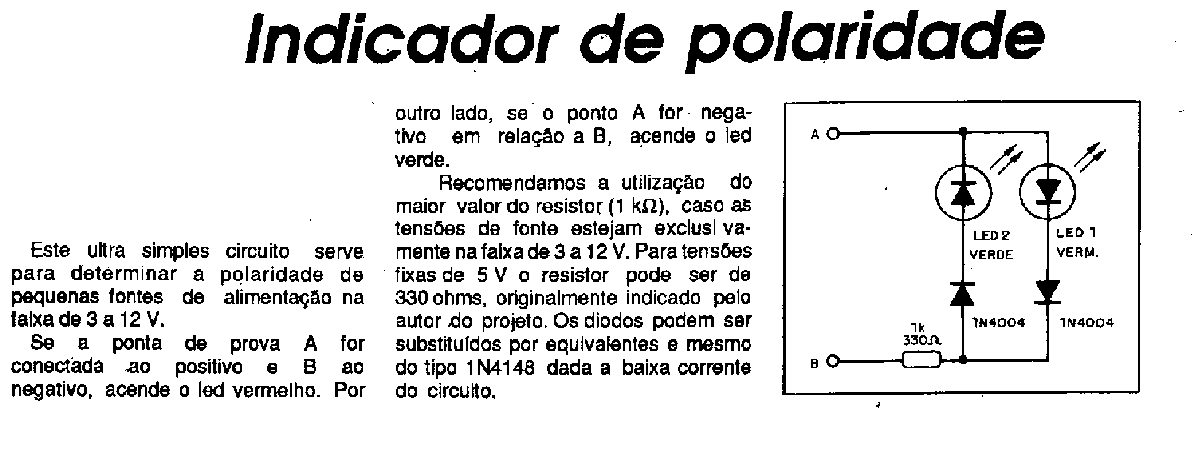 Indicador de polaridade
Este ultra simples circuito serve
para determinar a polaridade de
pequenas fontes de alimentação na
faixa de 3 a 12 V.
Se a ponta de prova A for
conectada ao positivo e B ao
negativo, acende o led vermelho. Por
outro lado, se o ponto A for nega-
tivo em relação a B, acende o led
verde.
Recomendamos a utilização do
maior valor do resistor (1 kΩ), caso as
tensões de fonte estejam exclusiva-
mente na faixa de 3 a 12 V. Para tensões
fixas de 5 V o resistor pode ser de
330 ohms, originalmente indicado pelo
autor do projeto. Os diodos podem ser
substituídos por equivalentes e mesmo
do tipo 1N4148 dada a baixa corrente
do circuito.
A
LED 2
VERDE
LED 1
VERM.
1N4004
1N4004
1k
330Ω
B